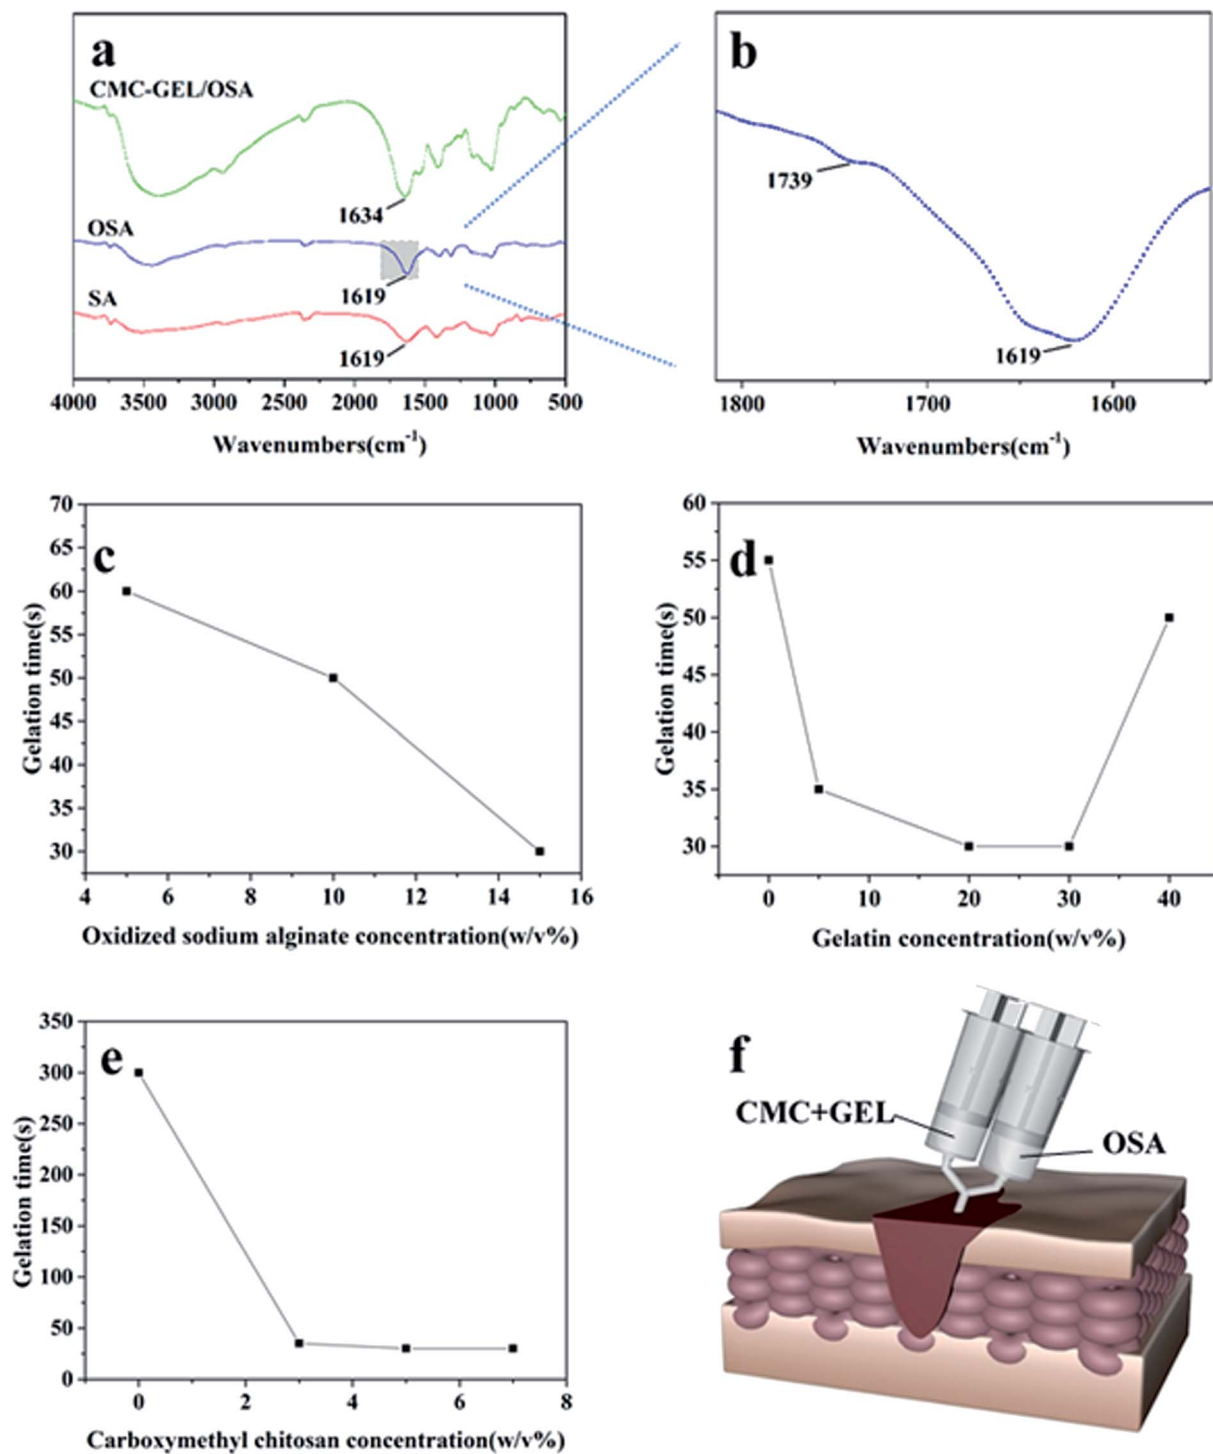 a
CMC-GEL/OSA
1634
OSA
1619
SA
1619
4000 3500 3000 2500 2000 1500 1000 500
Wavenumbers(cm⁻¹)
b
1739
1619
1800 1700 1600
Wavenumbers(cm⁻¹)
c
70
65
60
55
50
45
40
35
30
4 6 8 10 12 14 16
Gelation time(s)
Oxidized sodium alginate concentration(w/v%)
d
60
55
50
45
40
35
30
0 10 20 30 40
Gelation time(s)
Gelatin concentration(w/v%)
e
350
300
250
200
150
100
50
0
0 2 4 6 8
Gelation time(s)
Carboxymethyl chitosan concentration(w/v%)
f
CMC+GEL
OSA